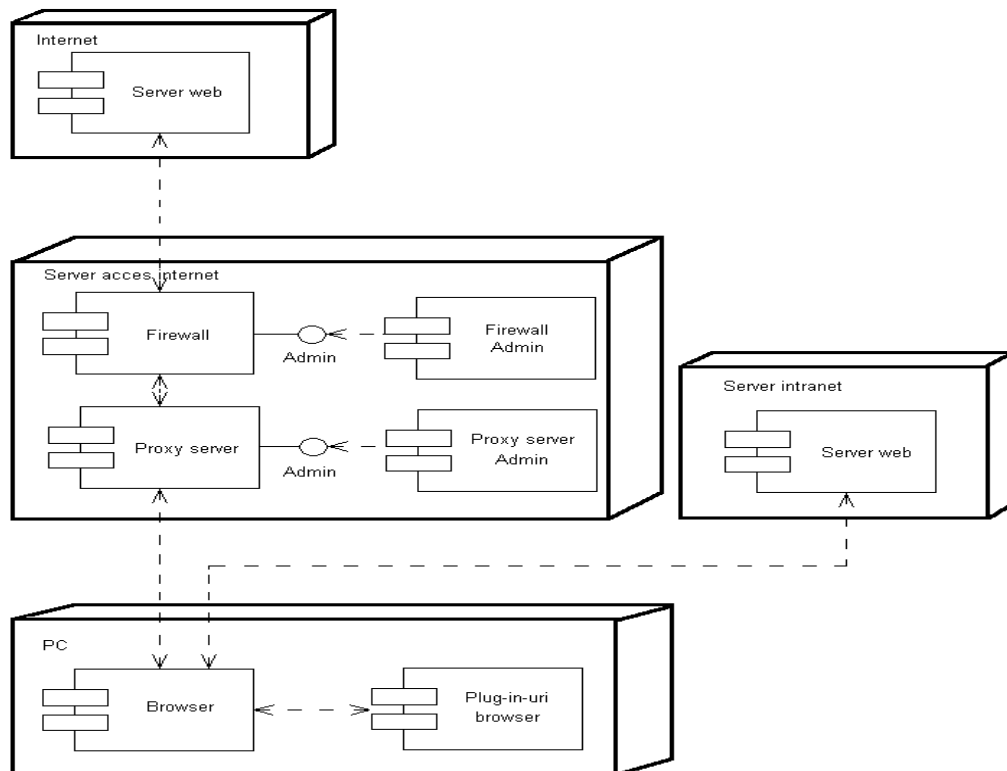 Internet
Server web
Server acces internet
Firewall
Admin
Firewall
Admin
Proxy server
Admin
Proxy server
Admin
Server intranet
Server web
PC
Browser
Plug-in-uri
browser